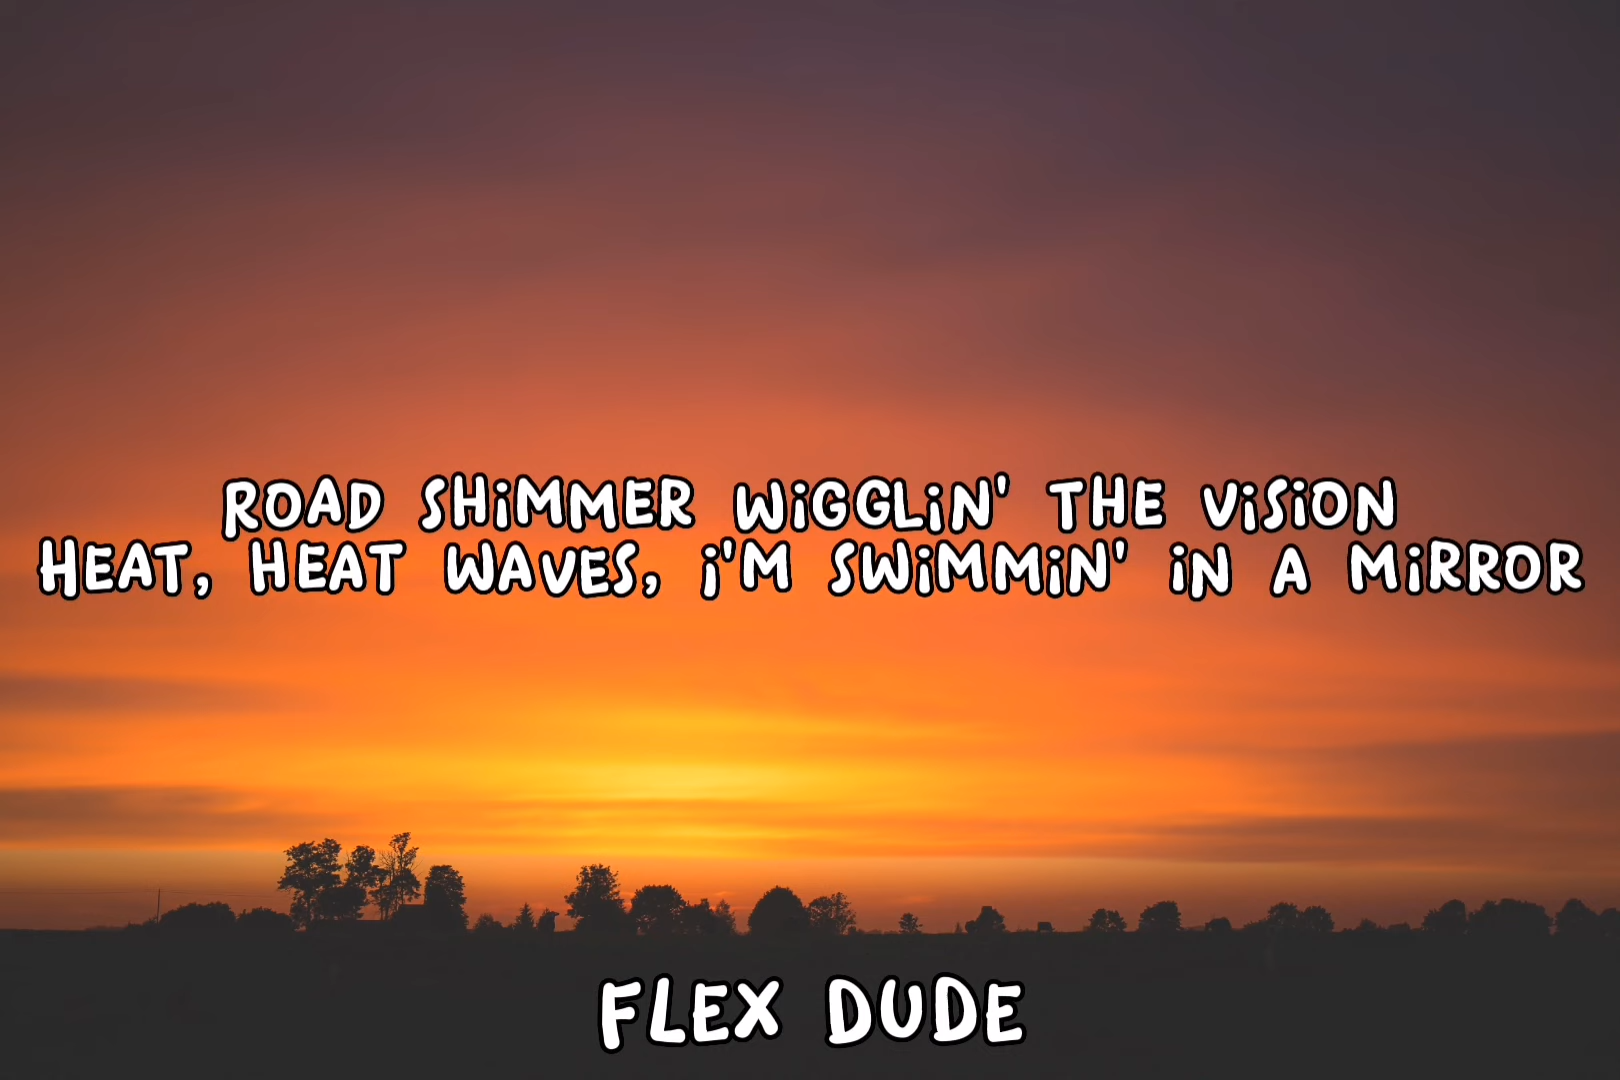 ROAD SHiMMER WiGGLiN' THE ViSiON
HEAT, HEAT WAVES, i'M SWiMMiN' iN A MiRROR
FLEX DUDE